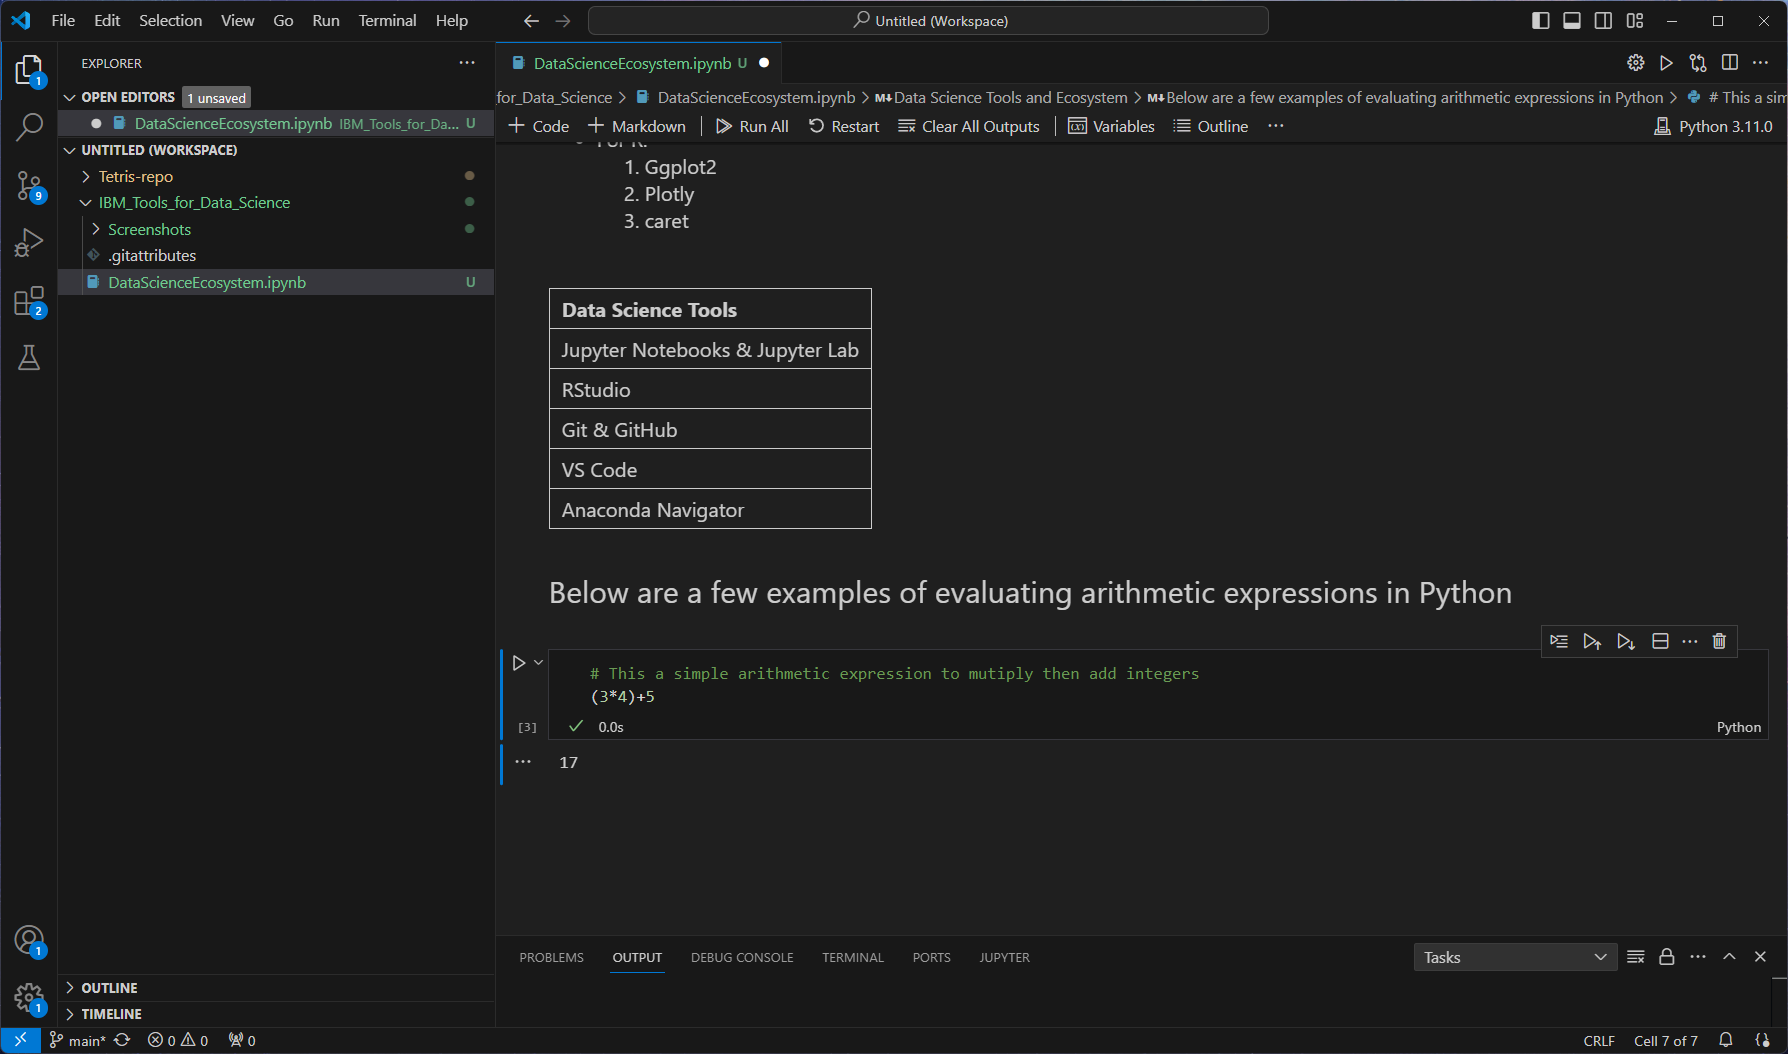 File Edit Selection View Go Run Terminal Help
Untitled (Workspace)
EXPLORER
OPEN EDITORS 1 unsaved
DataScienceEcosystem.ipynb IBM_Tools_for_Da... U
UNTITLED (WORKSPACE)
Tetris-repo
IBM_Tools_for_Data_Science
Screenshots
.gitattributes
DataScienceEcosystem.ipynb U
OUTLINE
TIMELINE
1
9
2
1
1
DataScienceEcosystem.ipynb U
for_Data_Science > DataScienceEcosystem.ipynb > M↓Data Science Tools and Ecosystem > M↓Below are a few examples of evaluating arithmetic expressions in Python > # This a sim
+ Code + Markdown Run All Restart Clear All Outputs Variables Outline ... Python 3.11.0
For R:
1. Ggplot2
2. Plotly
3. caret
Data Science Tools
Jupyter Notebooks & Jupyter Lab
RStudio
Git & GitHub
VS Code
Anaconda Navigator
Below are a few examples of evaluating arithmetic expressions in Python
# This a simple arithmetic expression to mutiply then add integers
(3*4)+5
[3] 0.0s Python
17
PROBLEMS OUTPUT DEBUG CONSOLE TERMINAL PORTS JUPYTER Tasks
main* 0 0 0 CRLF Cell 7 of 7